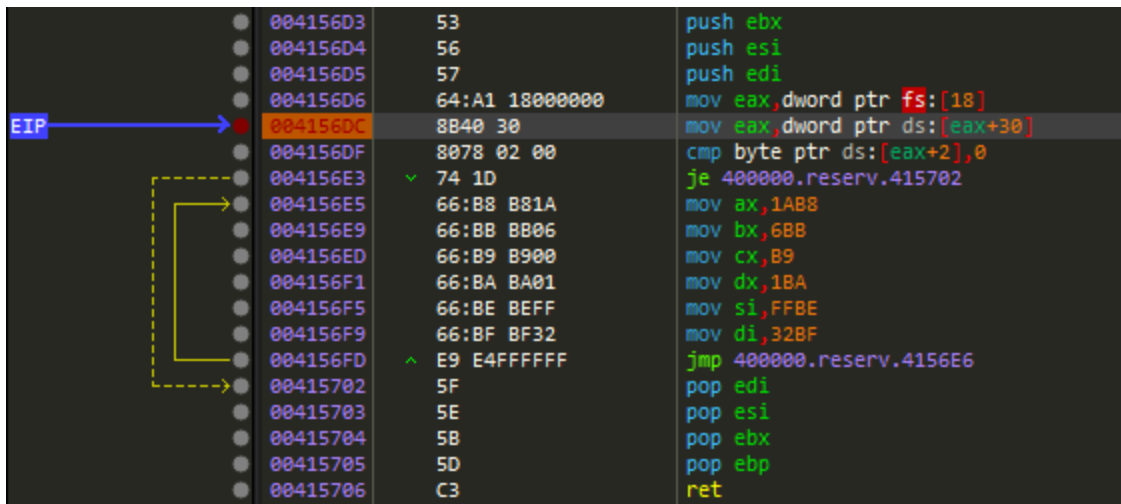 004156D3 53 push ebx
004156D4 56 push esi
004156D5 57 push edi
004156D6 64:A1 18000000 mov eax,dword ptr fs:[18]
EIP 004156DC 8B40 30 mov eax,dword ptr ds:[eax+30]
004156DF 8078 02 00 cmp byte ptr ds:[eax+2],0
004156E3 74 1D je 400000.reserv.415702
004156E5 66:B8 B81A mov ax,1AB8
004156E9 66:BB BB06 mov bx,6BB
004156ED 66:B9 B900 mov cx,B9
004156F1 66:BA BA01 mov dx,1BA
004156F5 66:BE BEFF mov si,FFBE
004156F9 66:BF BF32 mov di,32BF
004156FD E9 E4FFFFFF jmp 400000.reserv.4156E6
00415702 5F pop edi
00415703 5E pop esi
00415704 5B pop ebx
00415705 5D pop ebp
00415706 C3 ret